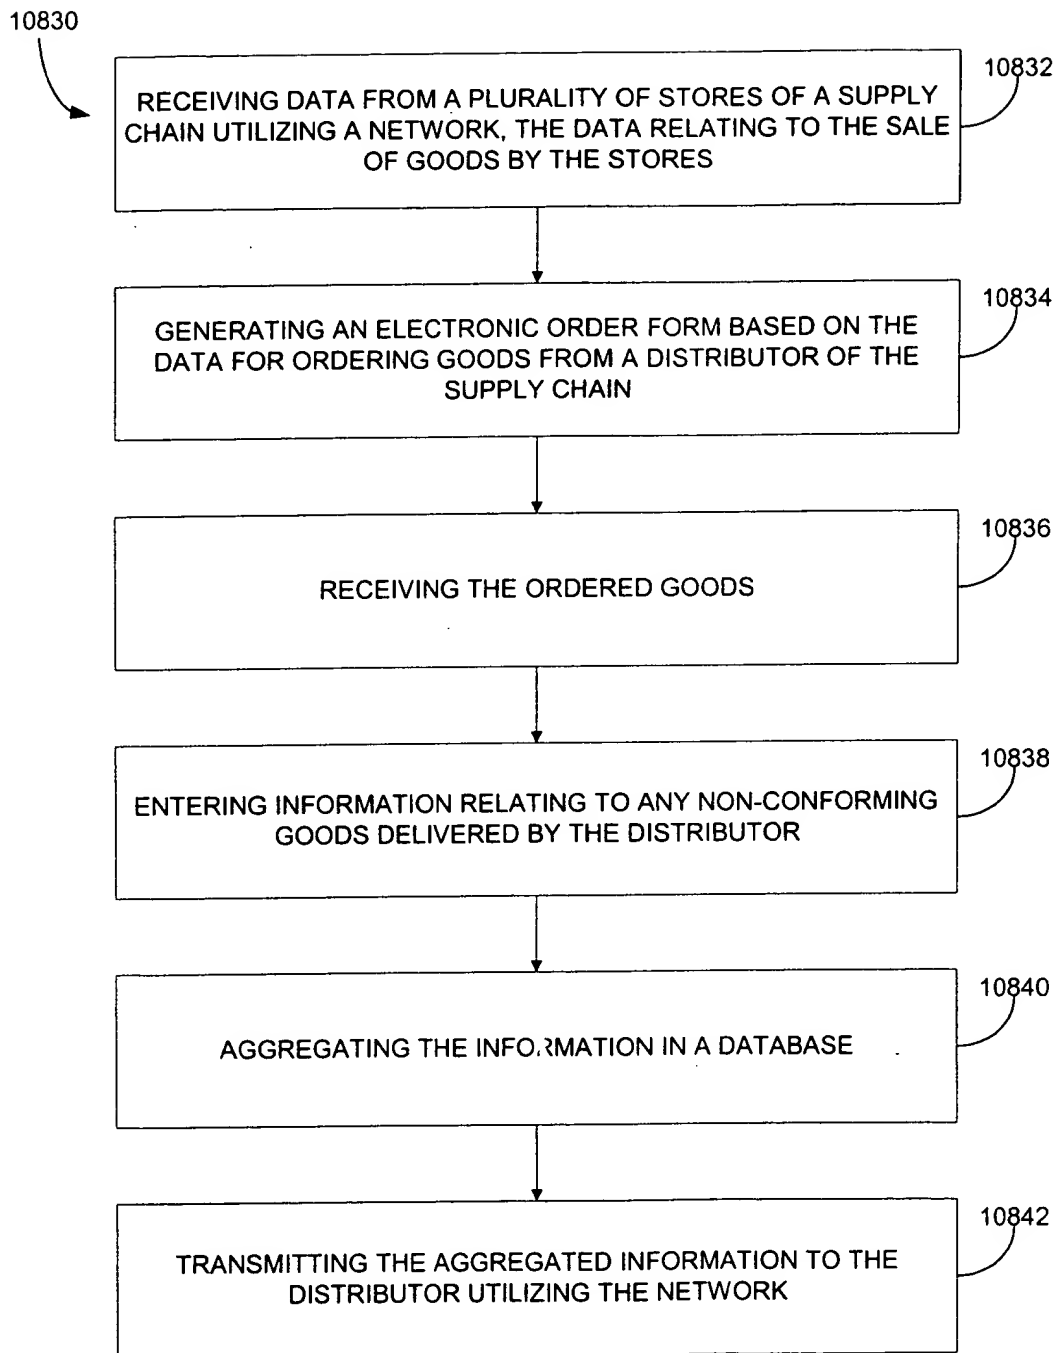 10830
10832
RECEIVING DATA FROM A PLURALITY OF STORES OF A SUPPLY
CHAIN UTILIZING A NETWORK, THE DATA RELATING TO THE SALE
OF GOODS BY THE STORES
10834
GENERATING AN ELECTRONIC ORDER FORM BASED ON THE
DATA FOR ORDERING GOODS FROM A DISTRIBUTOR OF THE
SUPPLY CHAIN
10836
RECEIVING THE ORDERED GOODS
10838
ENTERING INFORMATION RELATING TO ANY NON-CONFORMING
GOODS DELIVERED BY THE DISTRIBUTOR
10840
AGGREGATING THE INFORMATION IN A DATABASE
10842
TRANSMITTING THE AGGREGATED INFORMATION TO THE
DISTRIBUTOR UTILIZING THE NETWORK